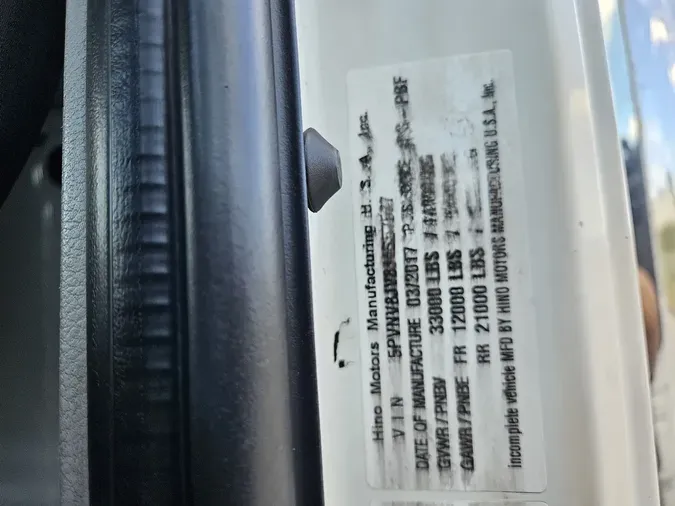 Hino Motors Manufacturing U. S. A., Inc.
VIN
DATE OF MANUFACTURE 03/2017
GVWR/PNBV 33000 LBS /
GAWR/PNBE FR 12000 LBS /
RR 21000 LBS /
incomplete vehicle MFD BY HINO MOTORS MANUFACTURING U.S.A., Inc.